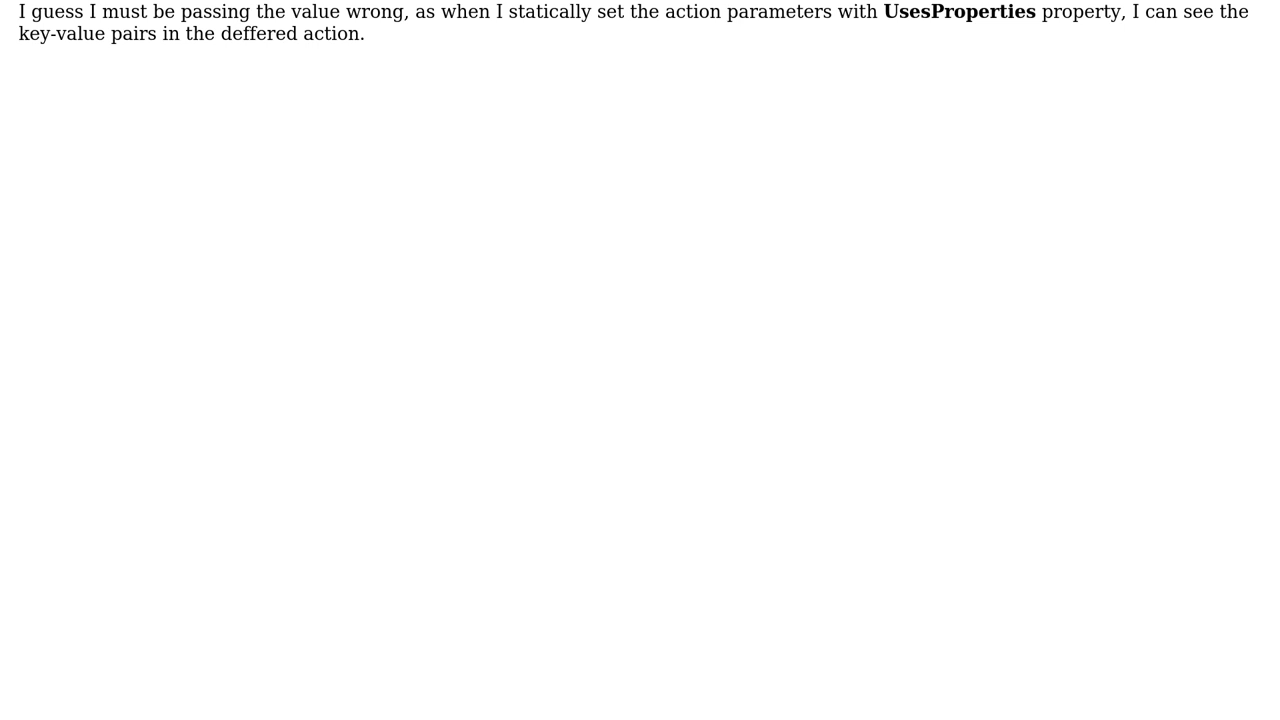 I guess I must be passing the value wrong, as when I statically set the action parameters with UsesProperties property, I can see the
key-value pairs in the deffered action.